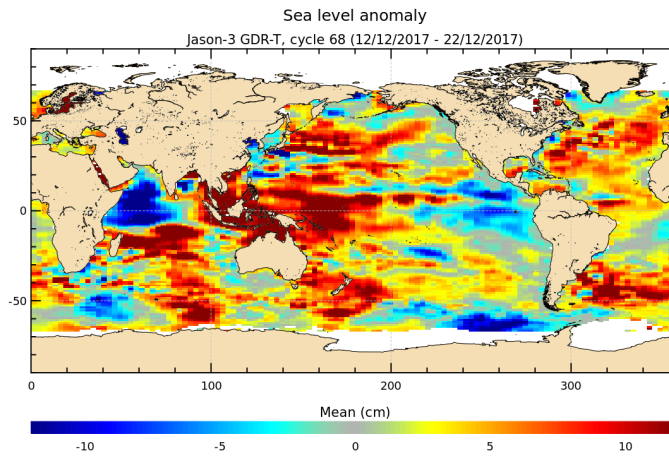 Sea level anomaly
Jason-3 GDR-T, cycle 68 (12/12/2017 - 22/12/2017)
50
0
-50
0 100 200 300
Mean (cm)
-10 -5 0 5 10